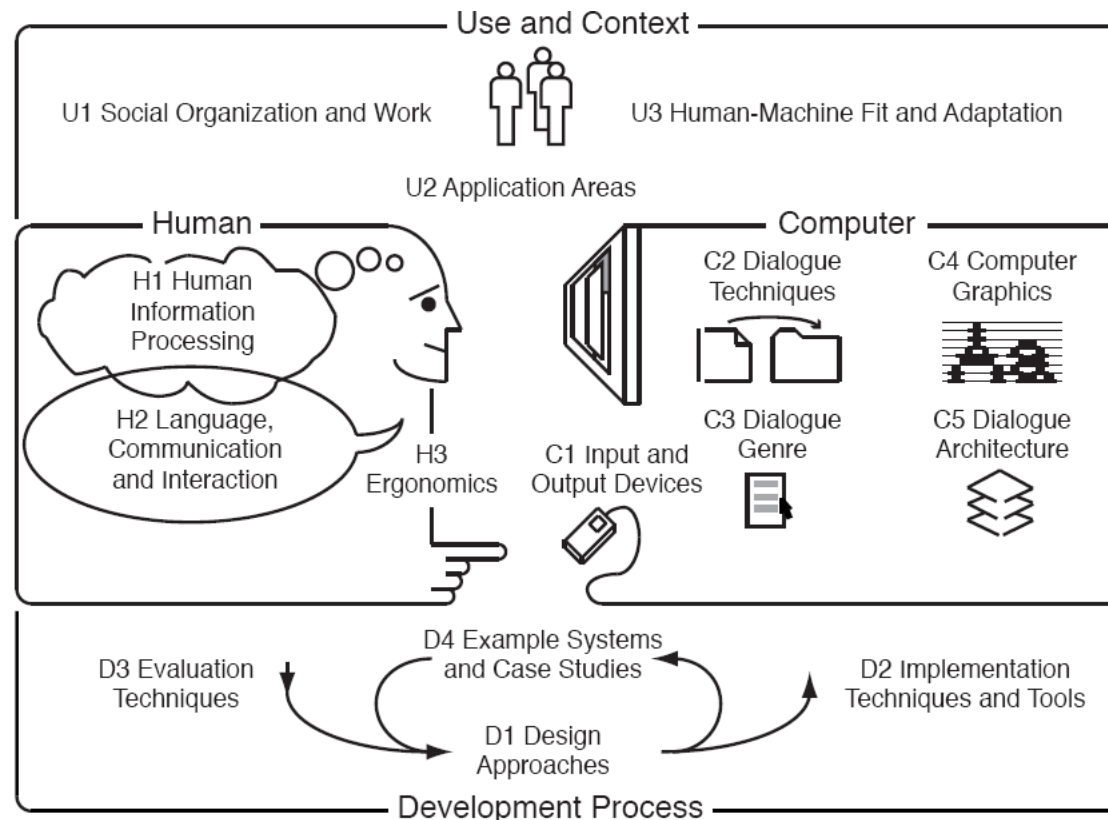 Use and Context
U1 Social Organization and Work
U3 Human-Machine Fit and Adaptation
U2 Application Areas
Human
H1 Human
Information
Processing
H2 Language,
Communication
and Interaction
H3
Ergonomics
Computer
C1 Input and
Output Devices
C2 Dialogue
Techniques
C4 Computer
Graphics
C3 Dialogue
Genre
C5 Dialogue
Architecture
D3 Evaluation
Techniques
D4 Example Systems
and Case Studies
D2 Implementation
Techniques and Tools
D1 Design
Approaches
Development Process